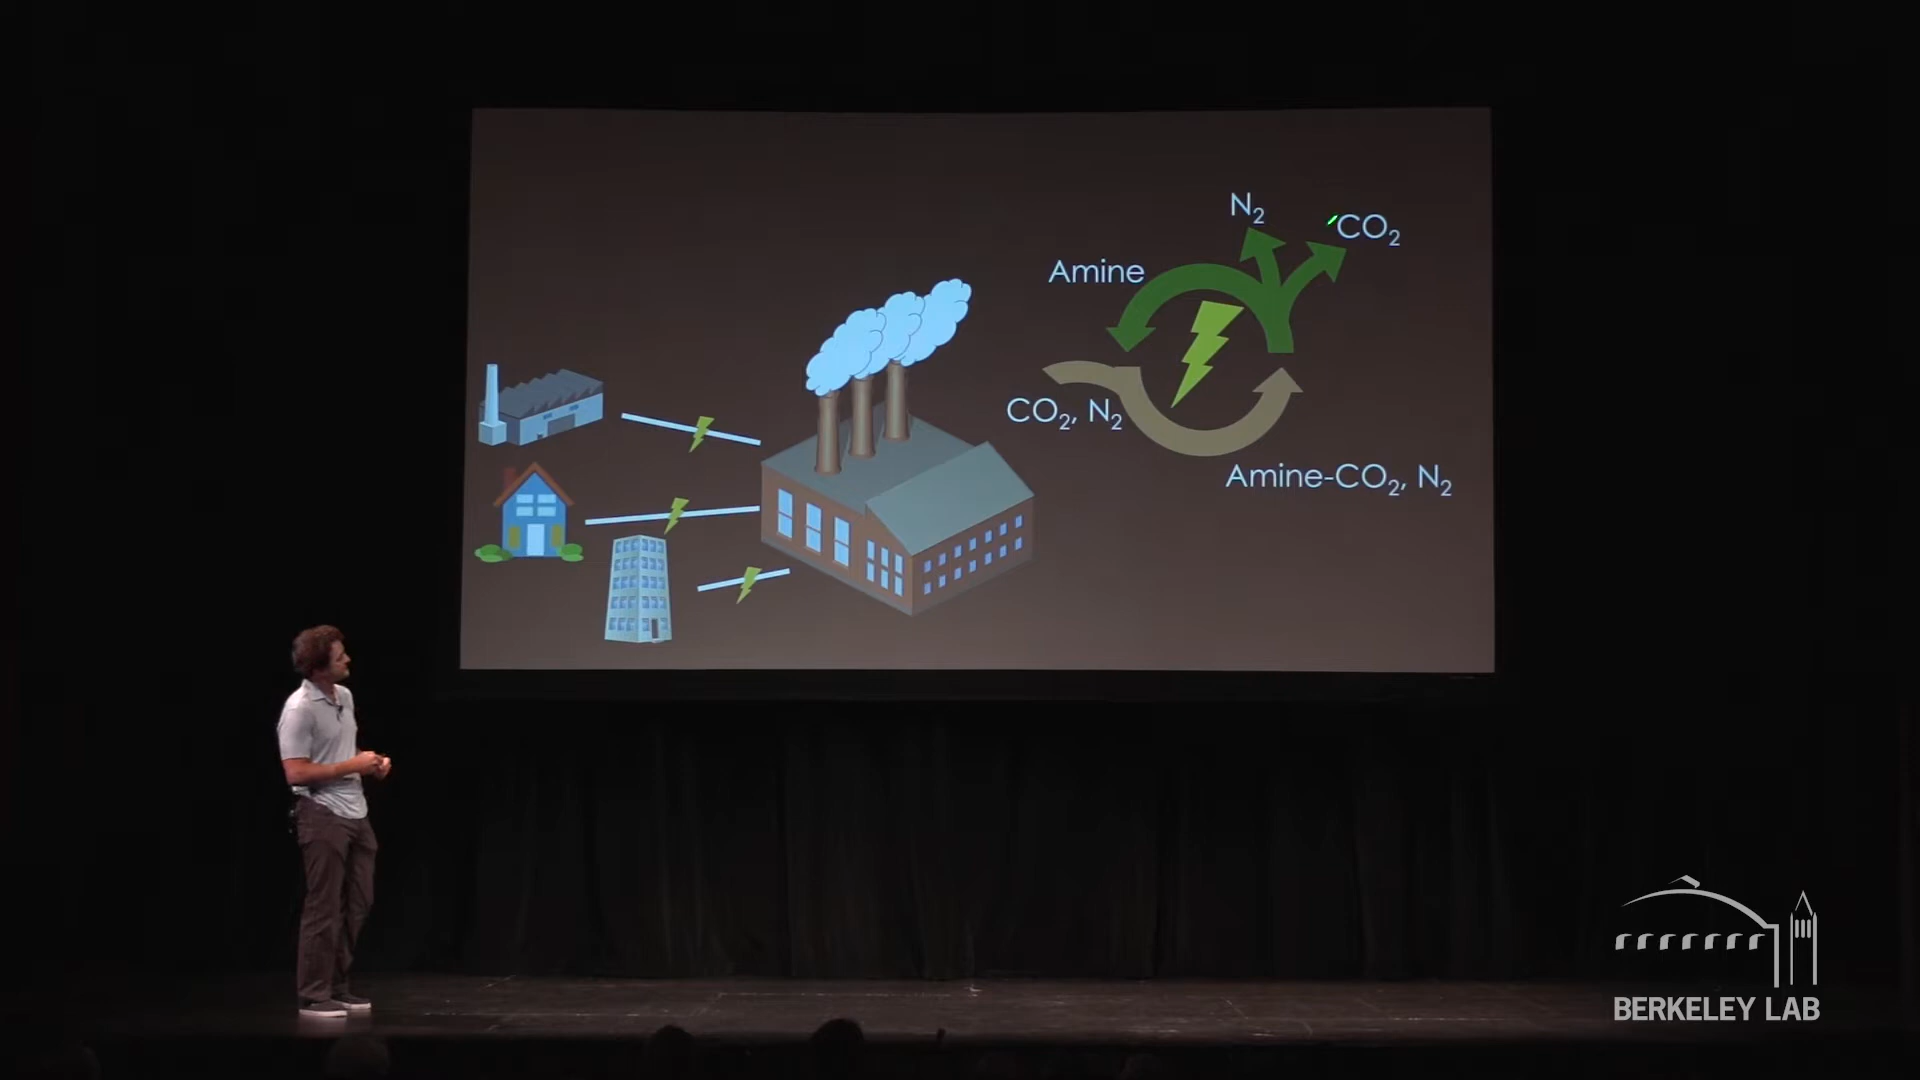 N₂
CO₂
Amine
CO₂, N₂
Amine-CO₂, N₂
BERKELEY LAB